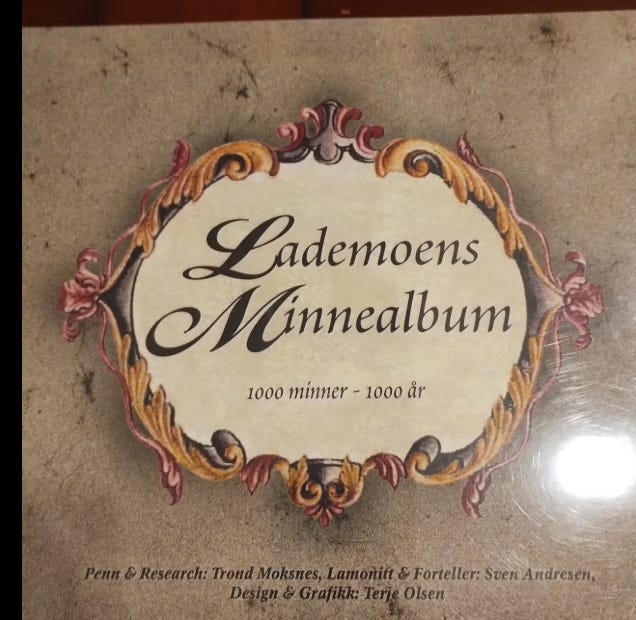 Lademoens
Minnealbum
1000 minner - 1000 år
Penn & Research: Trond Moksnes, Lamonitt & Forteller: Sven Andresen,
Design & Grafikk: Terje Olsen